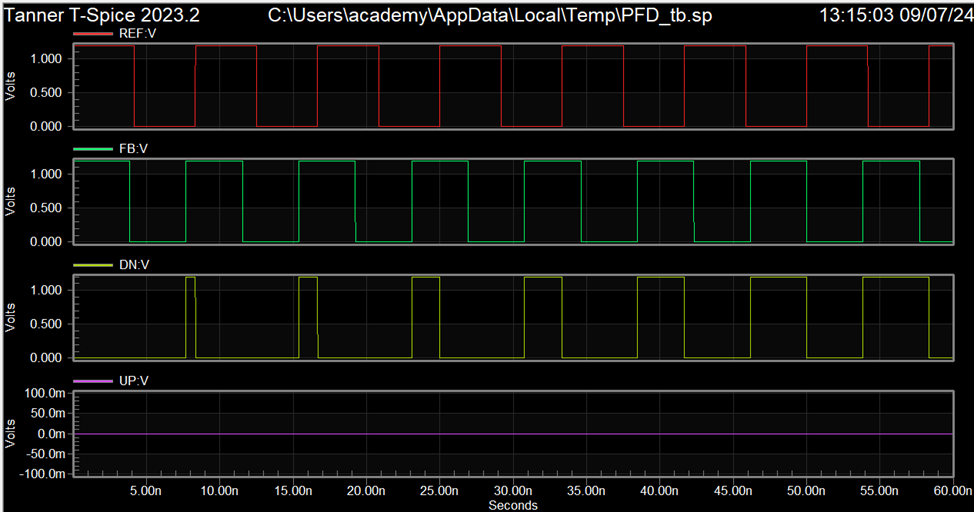 Tanner T-Spice 2023.2 C:\Users\academy\AppData\Local\Temp\PFD_tb.sp 13:15:03 09/07/24
REF:V
1.000
0.500
0.000
Volts
FB:V
1.000
0.500
0.000
Volts
DN:V
1.000
0.500
0.000
Volts
UP:V
100.0m
50.0m
0.0m
-50.0m
-100.0m
Volts
5.00n 10.00n 15.00n 20.00n 25.00n 30.00n 35.00n 40.00n 45.00n 50.00n 55.00n 60.00n
Seconds